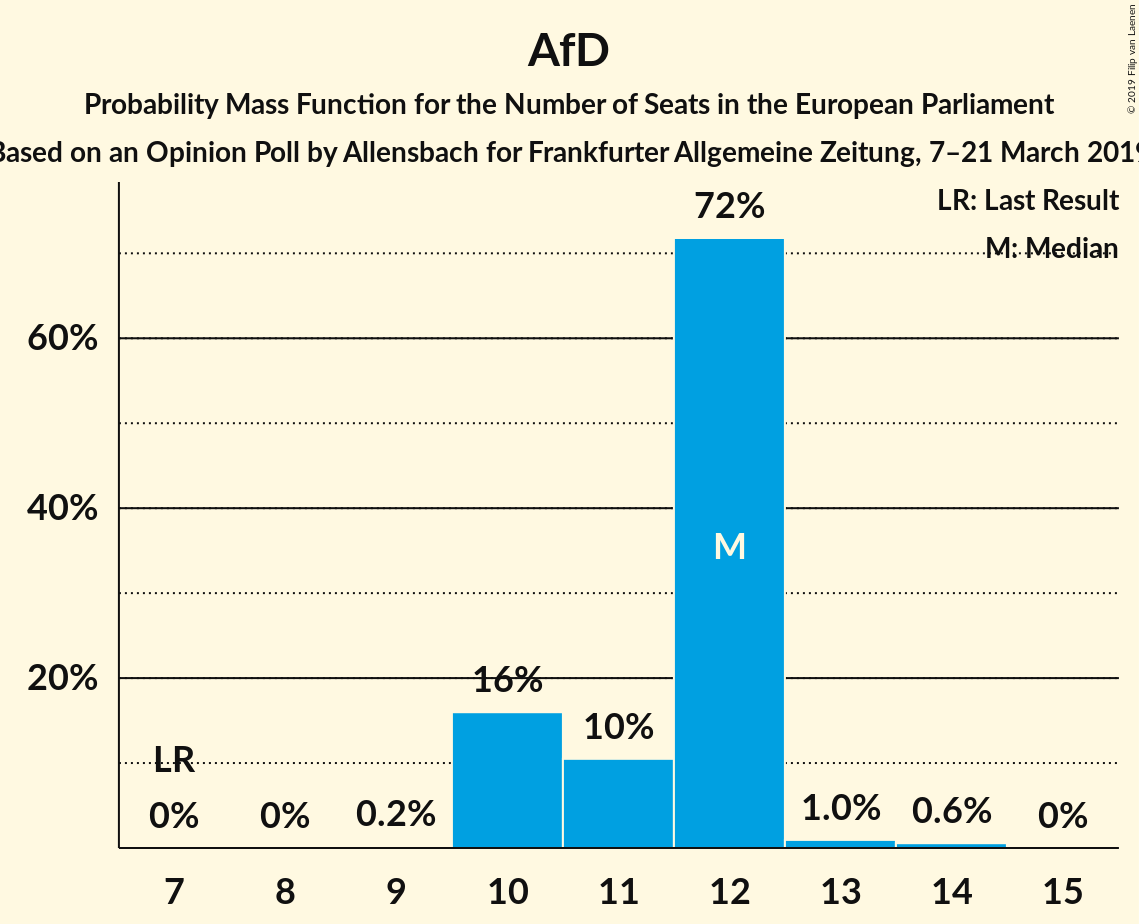 AfD
Probability Mass Function for the Number of Seats in the European Parliament
Based on an Opinion Poll by Allensbach for Frankfurter Allgemeine Zeitung, 7–21 March 2019
© 2019 Filip van Laenen
LR: Last Result
M: Median
72%
60%
40%
M
20%
16%
10%
LR
0%
0%
0.2%
1.0%
0.6%
0%
7 8 9 10 11 12 13 14 15